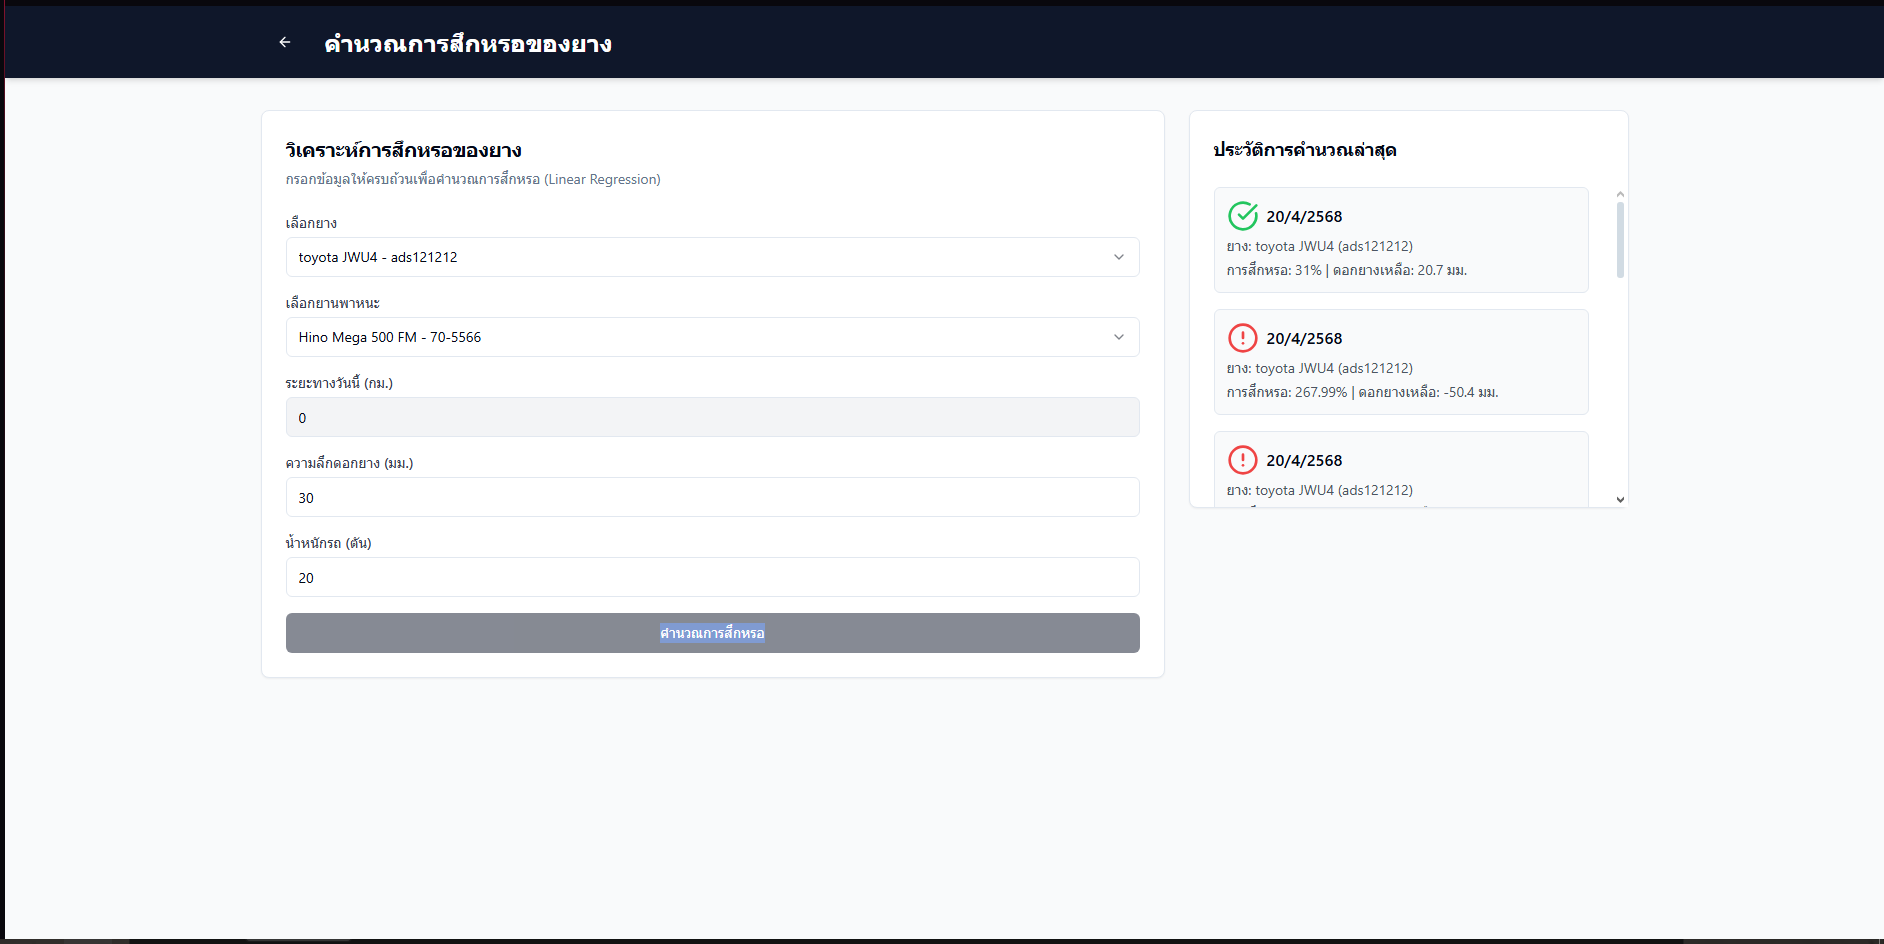 คำนวณการสึกหรอของยาง
วิเคราะห์การสึกหรอของยาง
กรอกข้อมูลให้ครบถ้วนเพื่อคำนวณการสึกหรอ (Linear Regression)
เลือกยาง
toyota JWU4 - ads121212
เลือกยานพาหนะ
Hino Mega 500 FM - 70-5566
ระยะทางวันนี้ (กม.)
0
ความลึกดอกยาง (มม.)
30
น้ำหนักรถ (ตัน)
20
คำนวณการสึกหรอ
ประวัติการคำนวณล่าสุด
20/4/2568
ยาง: toyota JWU4 (ads121212)
การสึกหรอ: 31% | ดอกยางเหลือ: 20.7 มม.
20/4/2568
ยาง: toyota JWU4 (ads121212)
การสึกหรอ: 267.99% | ดอกยางเหลือ: -50.4 มม.
20/4/2568
ยาง: toyota JWU4 (ads121212)